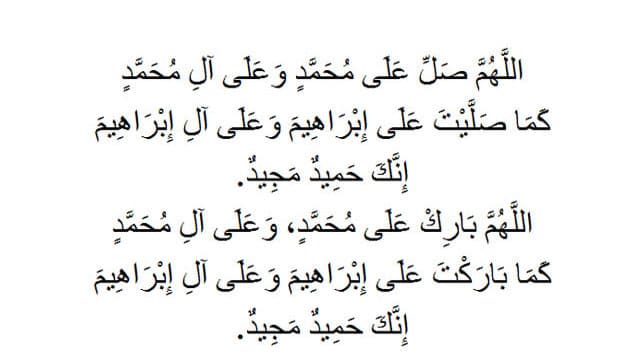 اللَّهُمَّ صَلِّ عَلَى مُحَمَّدٍ وَعَلَى آلِ مُحَمَّدٍ
كَمَا صَلَّيْتَ عَلَى إِبْرَاهِيمَ وَعَلَى آلِ إِبْرَاهِيمَ
إِنَّكَ حَمِيدٌ مَجِيدٌ.
اللَّهُمَّ بَارِكْ عَلَى مُحَمَّدٍ، وَعَلَى آلِ مُحَمَّدٍ
كَمَا بَارَكْتَ عَلَى إِبْرَاهِيمَ وَعَلَى آلِ إِبْرَاهِيمَ
إِنَّكَ حَمِيدٌ مَجِيدٌ.